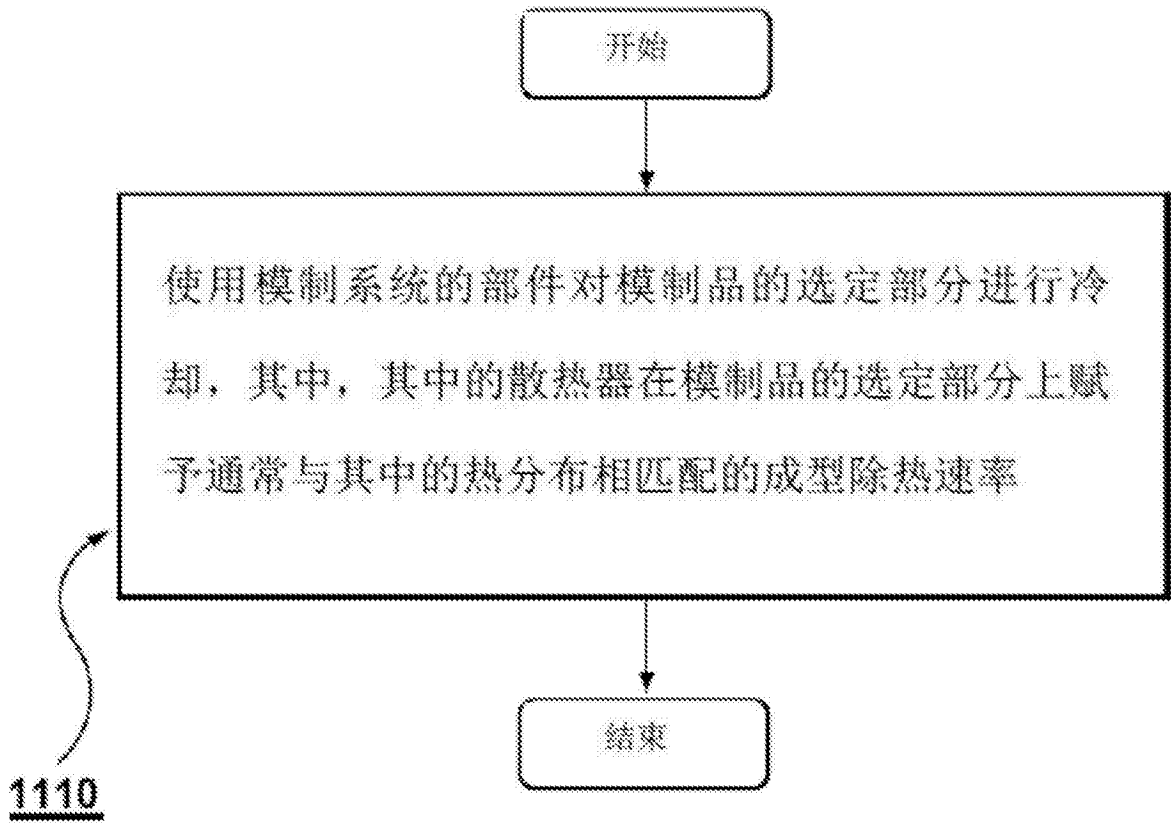 开始
使用模制系统的部件对模制品的选定部分进行冷
却，其中，其中的散热器在模制品的选定部分上赋
予通常与其中的热分布相匹配的成型除热速率
结束
1110